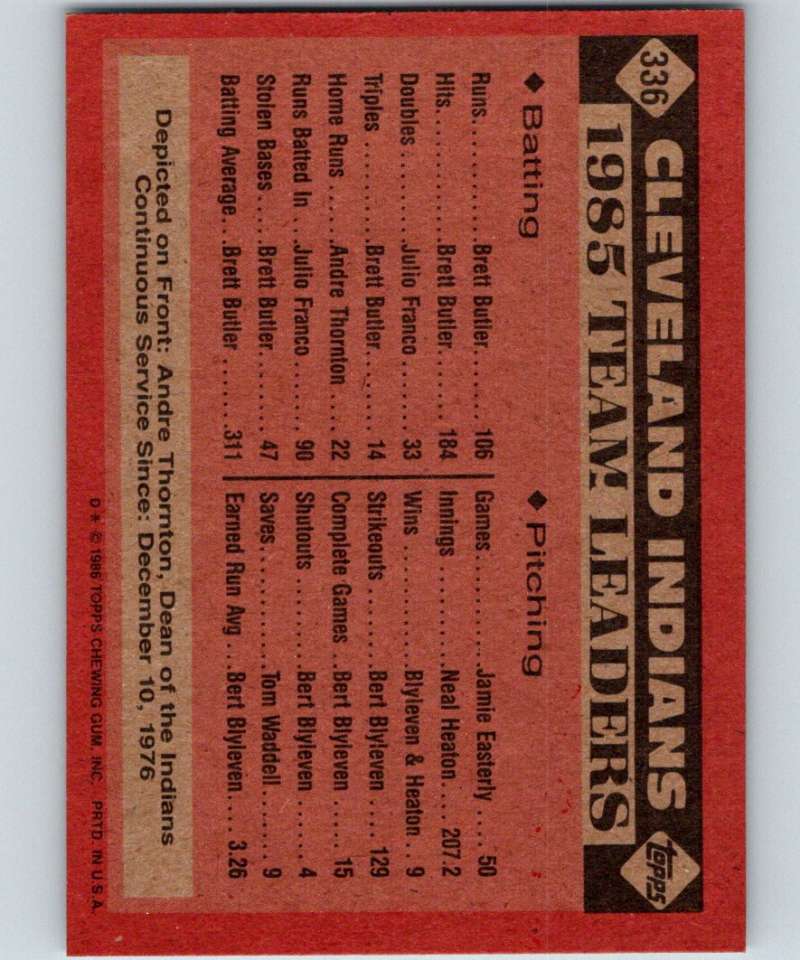 336
CLEVELAND INDIANS
topps
1985 TEAM LEADERS
◆ Batting
Runs.......... Brett Butler....... 106
Hits.......... Brett Butler....... 184
Doubles....... Julio Franco...... 33
Triples......... Brett Butler....... 14
Home Runs..... Andre Thornton.... 22
Runs Batted In... Julio Franco...... 90
Stolen Bases..... Brett Butler....... 47
Batting Average.. Brett Butler...... .311
◆ Pitching
Games.......... Jamie Easterly.... 50
Innings......... Neal Heaton.... 207.2
Wins........... Blyleven & Heaton.. 9
Strikeouts........ Bert Blyleven..... 129
Complete Games.. Bert Blyleven..... 15
Shutouts........ Bert Blyleven...... 4
Saves........... Tom Waddell...... 9
Earned Run Avg... Bert Blyleven.... 3.26
Depicted on Front: Andre Thornton, Dean of the Indians
Continuous Service Since: December 10, 1976
D * © 1986 TOPPS CHEWING GUM, INC. PRTD. IN U.S.A.